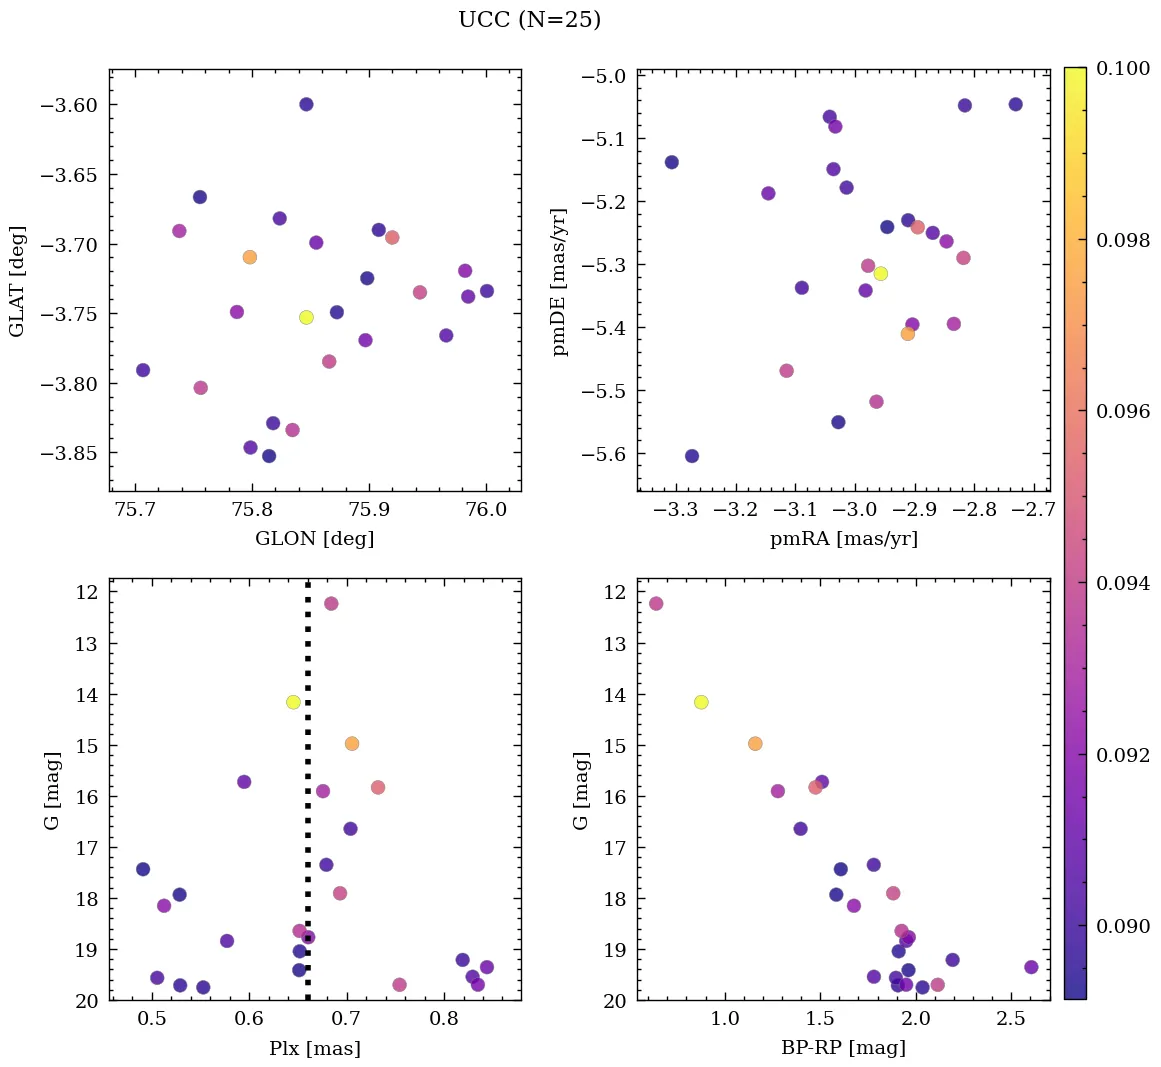 UCC (N=25)
−3.60
−3.65
−3.70
−3.75
−3.80
−3.85
GLAT [deg]
75.7 75.8 75.9 76.0
GLON [deg]
−5.0
−5.1
−5.2
−5.3
−5.4
−5.5
−5.6
pmDE [mas/yr]
−3.3 −3.2 −3.1 −3.0 −2.9 −2.8 −2.7
pmRA [mas/yr]
12
13
14
15
16
17
18
19
20
G [mag]
0.5 0.6 0.7 0.8
Plx [mas]
12
13
14
15
16
17
18
19
20
G [mag]
1.0 1.5 2.0 2.5
BP-RP [mag]
0.100
0.098
0.096
0.094
0.092
0.090